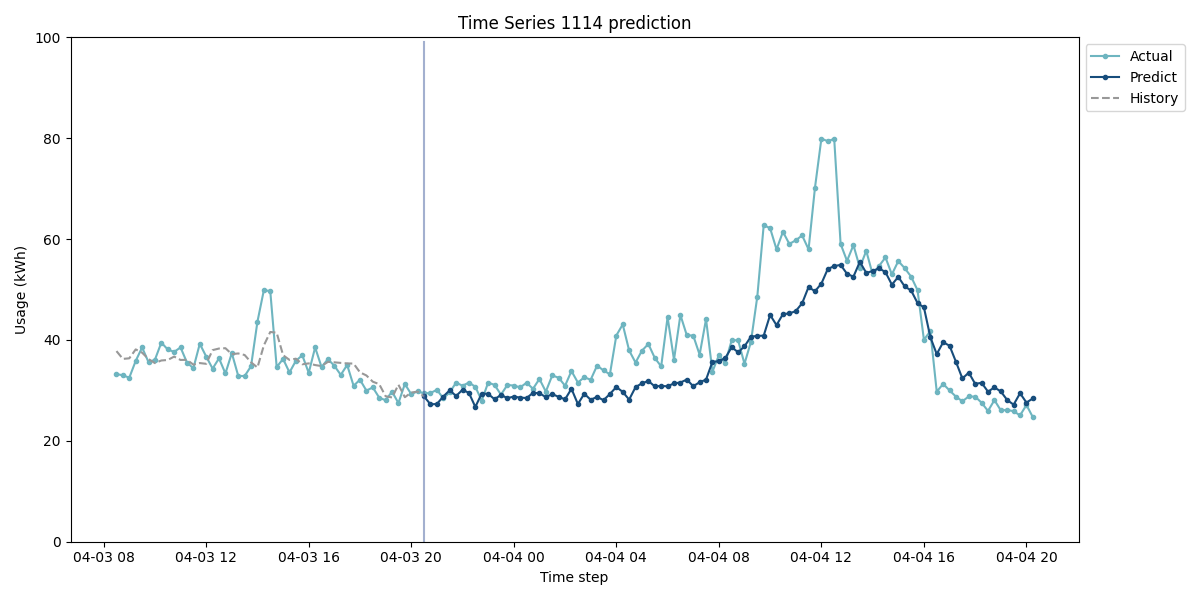 Time Series 1114 prediction
Usage (kWh)
100
80
60
40
20
0
04-03 08
04-03 12
04-03 16
04-03 20
04-04 00
04-04 04
04-04 08
04-04 12
04-04 16
04-04 20
Time step
Actual
Predict
History